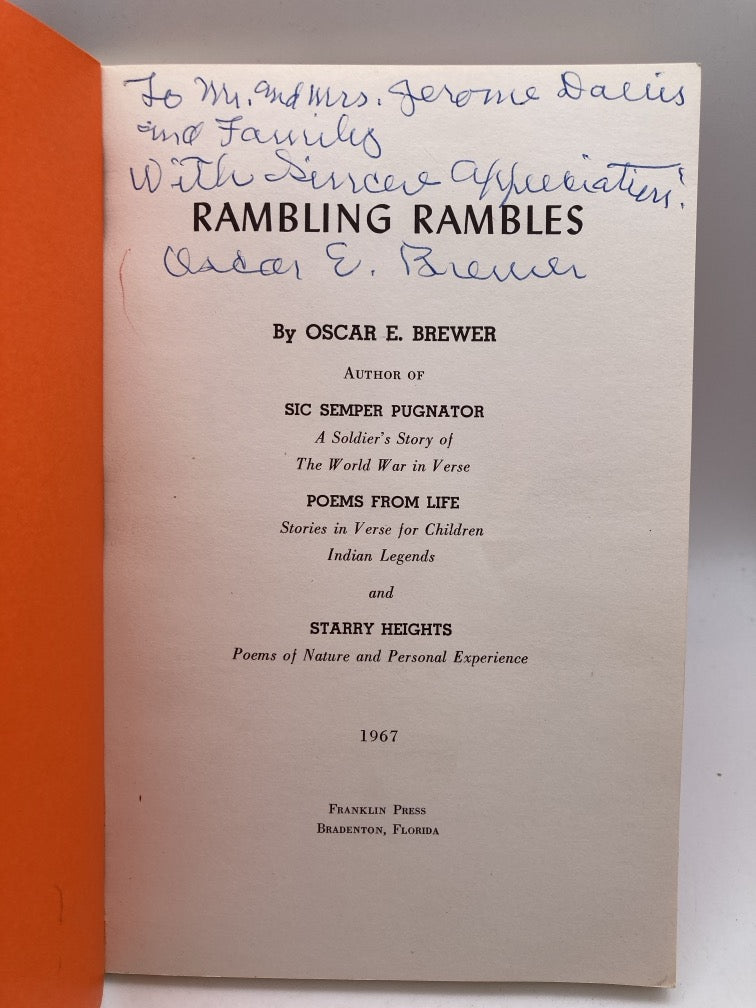 To Mr. and Mrs. Jerome Davis
and Family
With Sincere Appreciation!
RAMBLING RAMBLES
Oscar E. Brewer
By OSCAR E. BREWER
AUTHOR OF
SIC SEMPER PUGNATOR
A Soldier's Story of
The World War in Verse
POEMS FROM LIFE
Stories in Verse for Children
Indian Legends
and
STARRY HEIGHTS
Poems of Nature and Personal Experience
1967
FRANKLIN PRESS
BRADENTON, FLORIDA